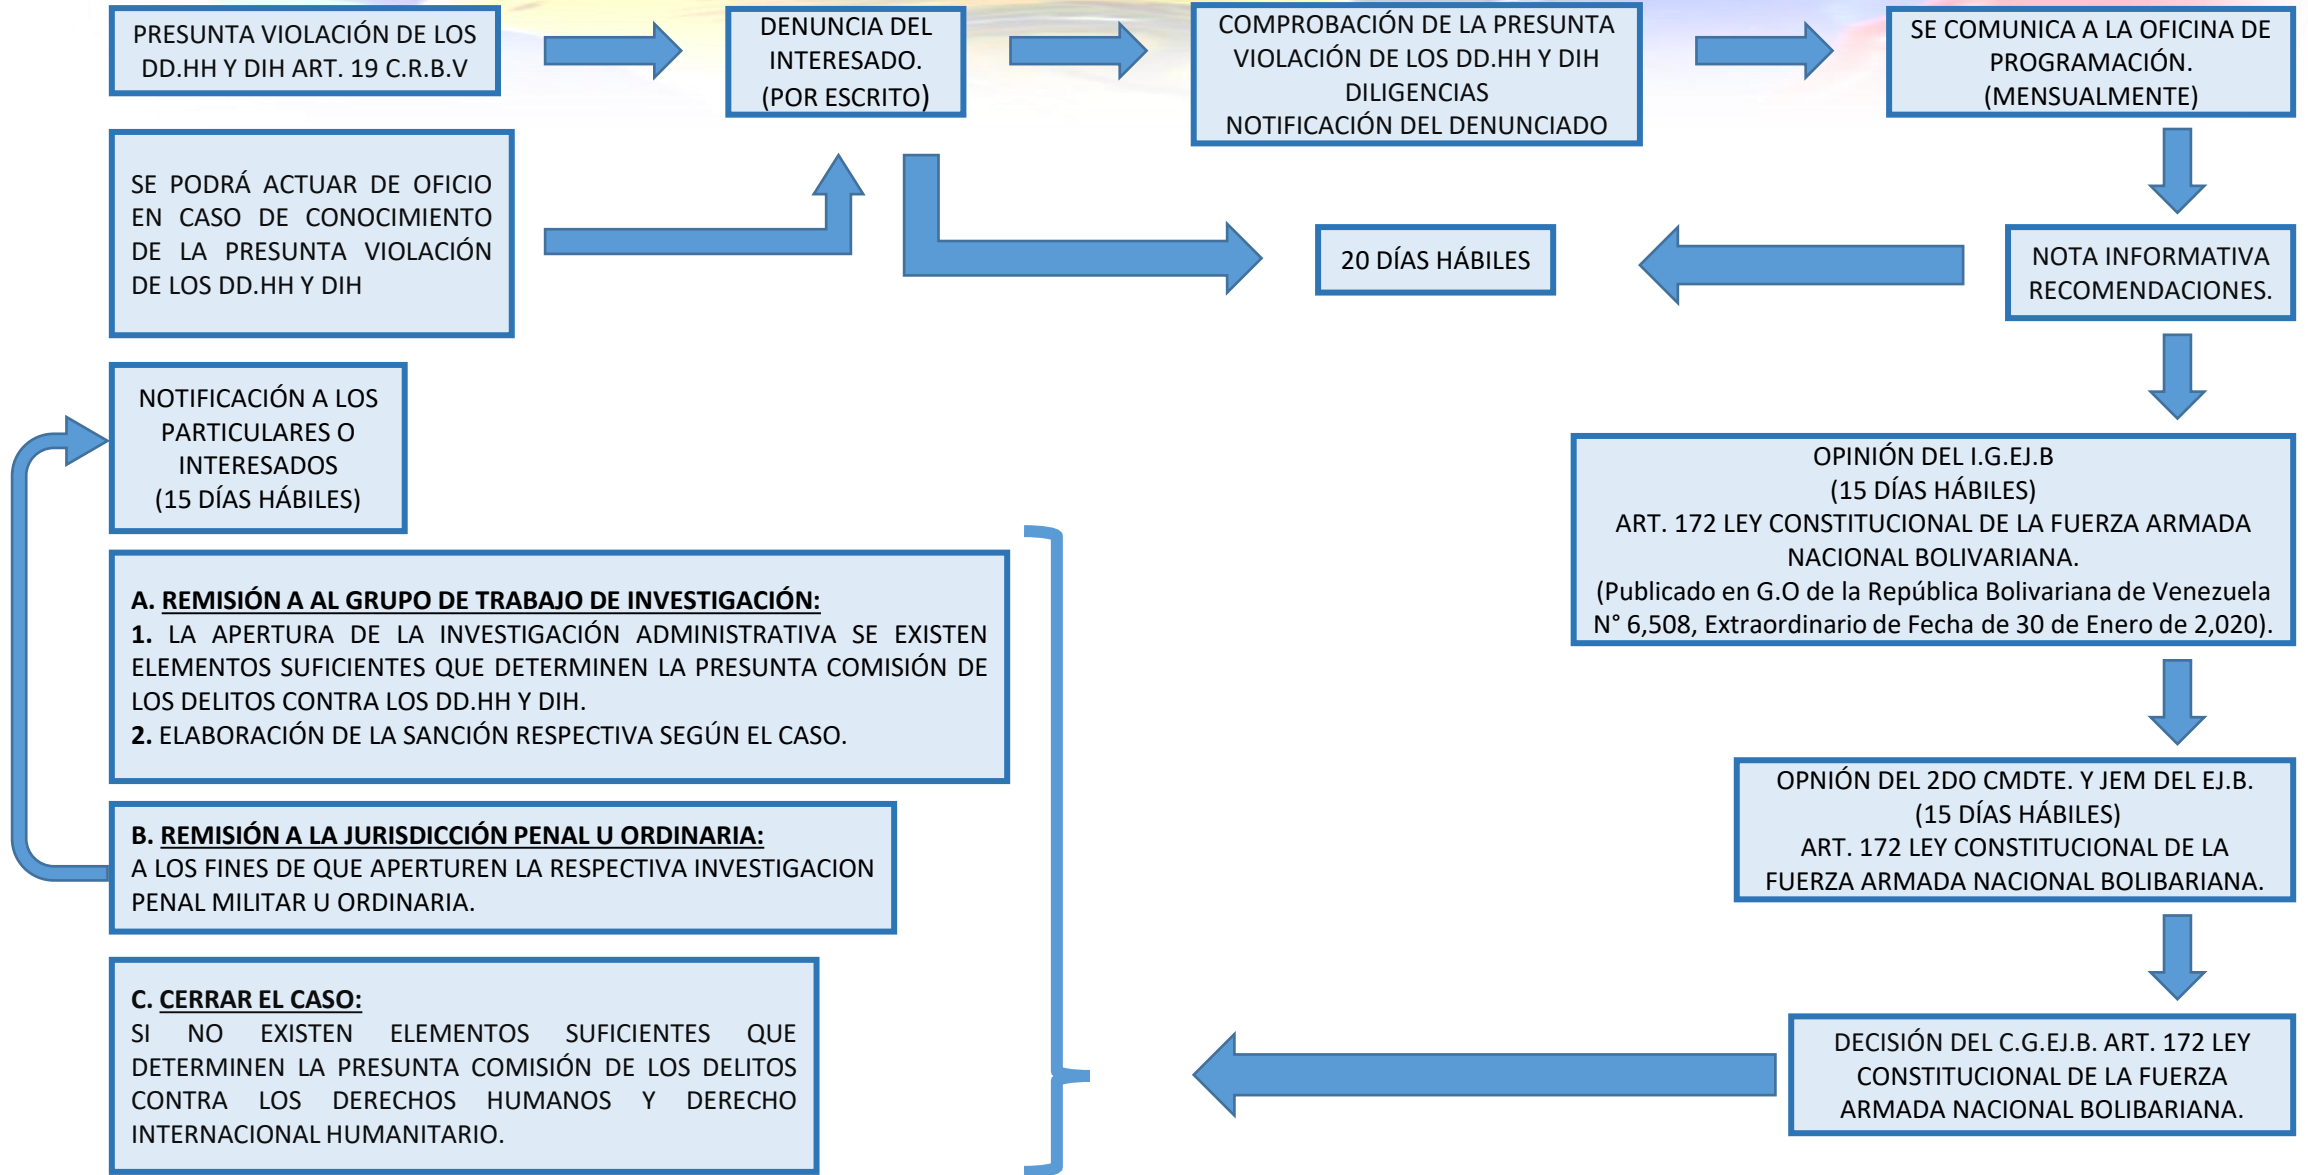 PRESUNTA VIOLACIÓN DE LOS
DD.HH Y DIH ART. 19 C.R.B.V
DENUNCIA DEL
INTERESADO.
(POR ESCRITO)
COMPROBACIÓN DE LA PRESUNTA
VIOLACIÓN DE LOS DD.HH Y DIH
DILIGENCIAS
NOTIFICACIÓN DEL DENUNCIADO
SE COMUNICA A LA OFICINA DE
PROGRAMACIÓN.
(MENSUALMENTE)
SE PODRÁ ACTUAR DE OFICIO
EN CASO DE CONOCIMIENTO
DE LA PRESUNTA VIOLACIÓN
DE LOS DD.HH Y DIH
20 DÍAS HÁBILES
NOTA INFORMATIVA
RECOMENDACIONES.
NOTIFICACIÓN A LOS
PARTICULARES O
INTERESADOS
(15 DÍAS HÁBILES)
OPINIÓN DEL I.G.EJ.B
(15 DÍAS HÁBILES)
ART. 172 LEY CONSTITUCIONAL DE LA FUERZA ARMADA
NACIONAL BOLIVARIANA.
(Publicado en G.O de la República Bolivariana de Venezuela
N° 6,508, Extraordinario de Fecha de 30 de Enero de 2,020).
A. REMISIÓN A AL GRUPO DE TRABAJO DE INVESTIGACIÓN:
1. LA APERTURA DE LA INVESTIGACIÓN ADMINISTRATIVA SE EXISTEN
ELEMENTOS SUFICIENTES QUE DETERMINEN LA PRESUNTA COMISIÓN DE
LOS DELITOS CONTRA LOS DD.HH Y DIH.
2. ELABORACIÓN DE LA SANCIÓN RESPECTIVA SEGÚN EL CASO.
OPNIÓN DEL 2DO CMDTE. Y JEM DEL EJ.B.
(15 DÍAS HÁBILES)
ART. 172 LEY CONSTITUCIONAL DE LA
FUERZA ARMADA NACIONAL BOLIBARIANA.
B. REMISIÓN A LA JURISDICCIÓN PENAL U ORDINARIA:
A LOS FINES DE QUE APERTUREN LA RESPECTIVA INVESTIGACION
PENAL MILITAR U ORDINARIA.
C. CERRAR EL CASO:
SI NO EXISTEN ELEMENTOS SUFICIENTES QUE
DETERMINEN LA PRESUNTA COMISIÓN DE LOS DELITOS
CONTRA LOS DERECHOS HUMANOS Y DERECHO
INTERNACIONAL HUMANITARIO.
DECISIÓN DEL C.G.EJ.B. ART. 172 LEY
CONSTITUCIONAL DE LA FUERZA
ARMADA NACIONAL BOLIBARIANA.